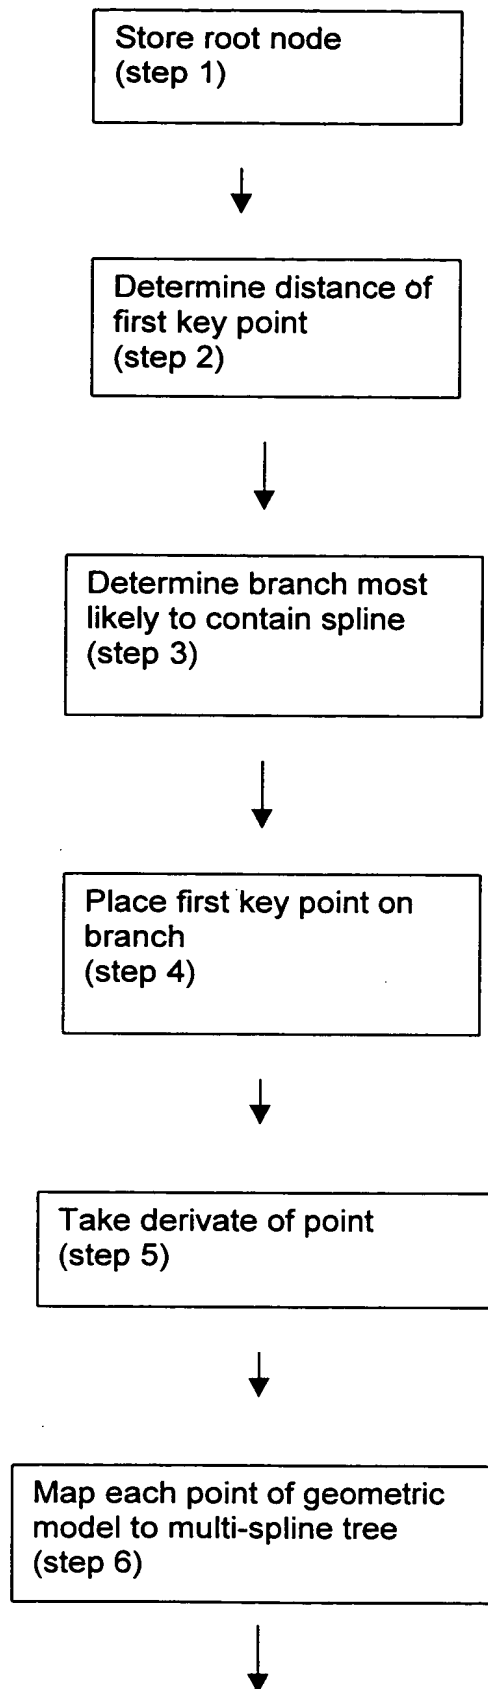 Store root node
(step 1)
Determine distance of
first key point
(step 2)
Determine branch most
likely to contain spline
(step 3)
Place first key point on
branch
(step 4)
Take derivate of point
(step 5)
Map each point of geometric
model to multi-spline tree
(step 6)